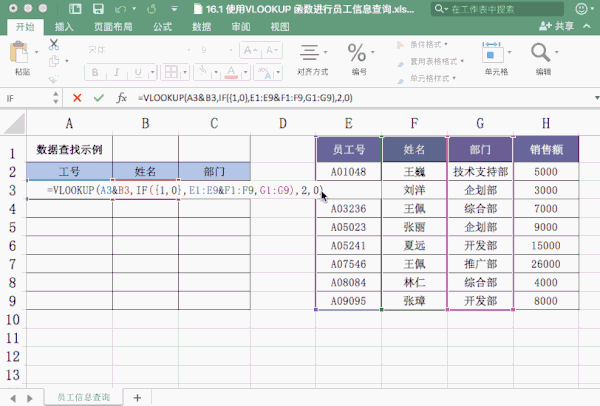 16.1 使用VLOOKUP 函数进行员工信息查询.xls...
在工作表中搜索
开始 插入 页面布局 公式 数据 审阅 视图
共享
粘贴
宋体
B I U
对齐方式
编号
条件格式
套用表格格式
单元格样式
单元格
编辑
IF
fx =VLOOKUP(A3&B3,IF({1,0},E1:E9&F1:F9,G1:G9),2,0)
A B C D E F G H
1 数据查找示例 员工号 姓名 部门 销售额
2 工号 姓名 部门 A01048 王巍 技术支持部 5000
3 =VLOOKUP(A3&B3,IF({1,0},E1:E9&F1:F9,G1:G9),2,0) 刘洋 企划部 3000
4 A03236 王佩 综合部 7000
5 A05023 张丽 企划部 9000
6 A05241 夏远 开发部 15000
7 A07546 王佩 推广部 26000
8 A08084 林仁 综合部 4000
9 A09095 张璋 开发部 8000
10
11
12
13
员工信息查询 +